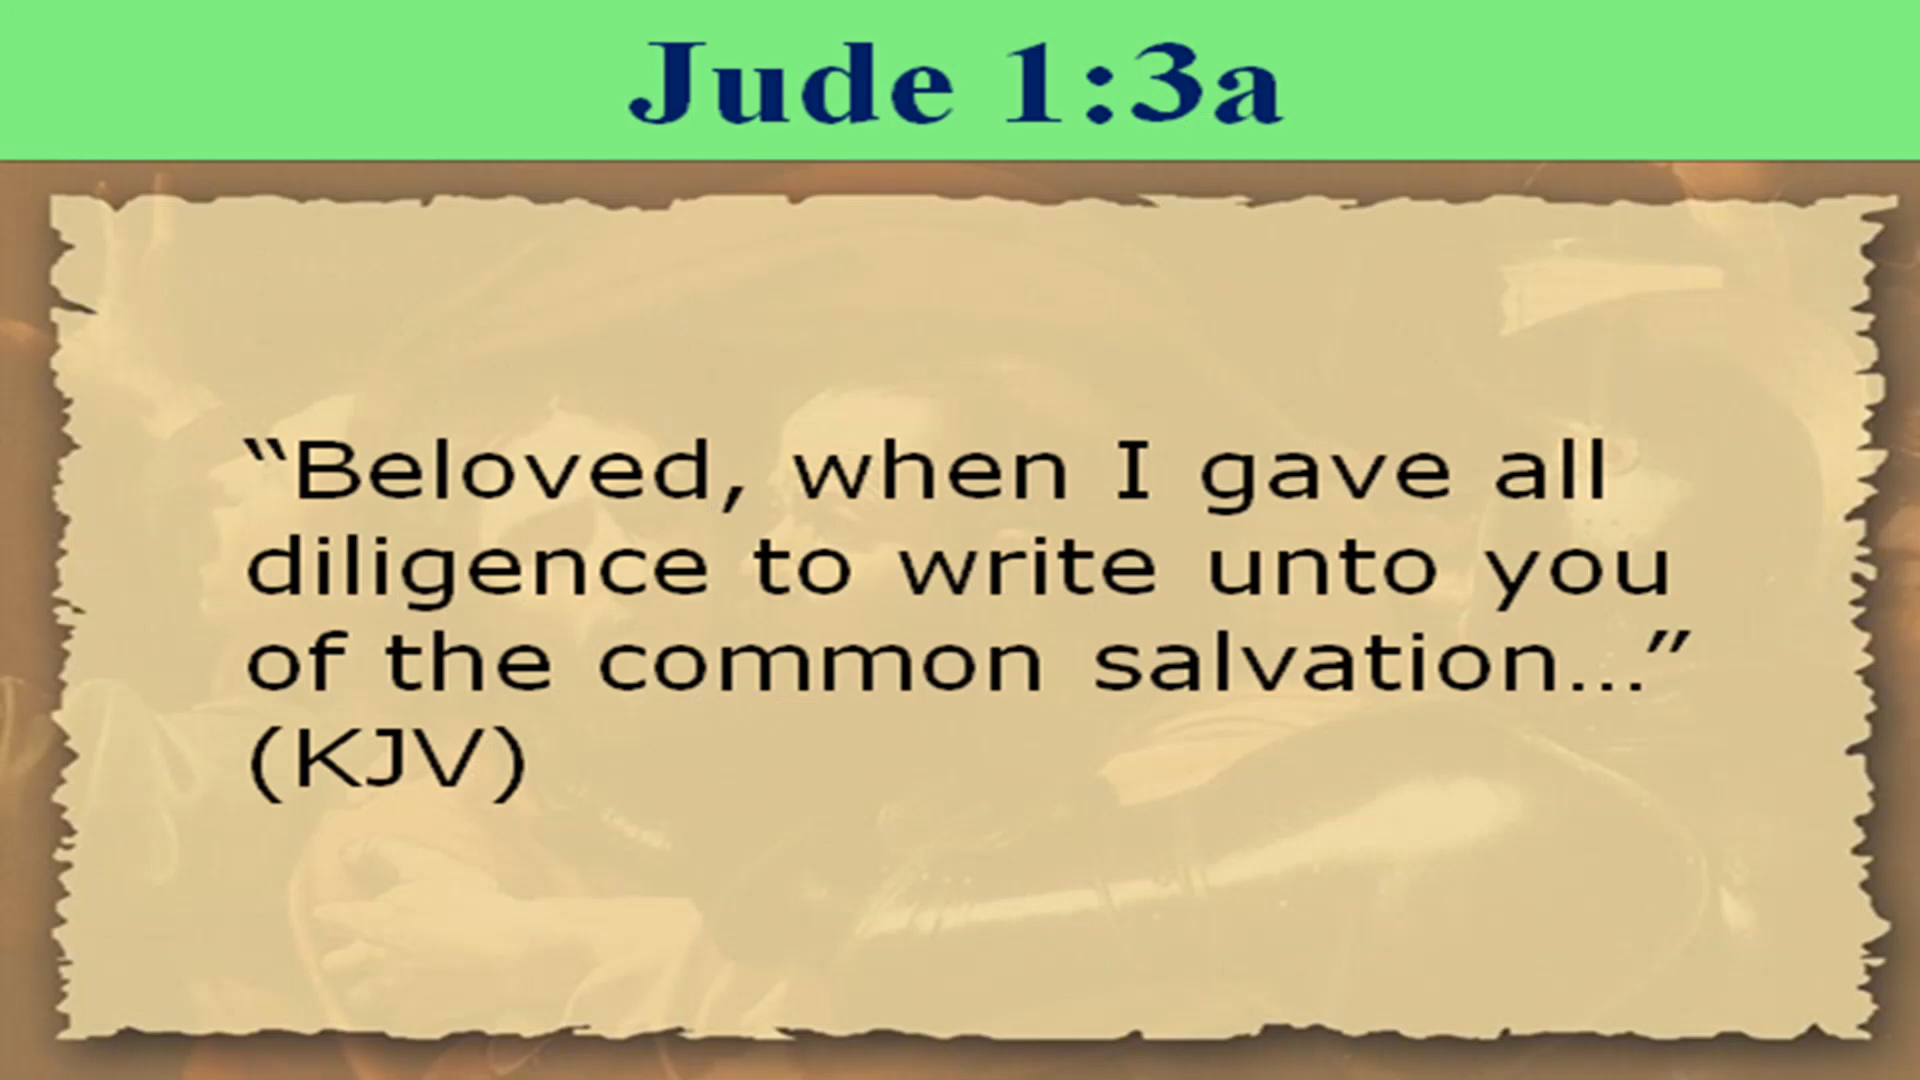 Jude 1:3a
“Beloved, when I gave all
diligence to write unto you
of the common salvation…”
(KJV)